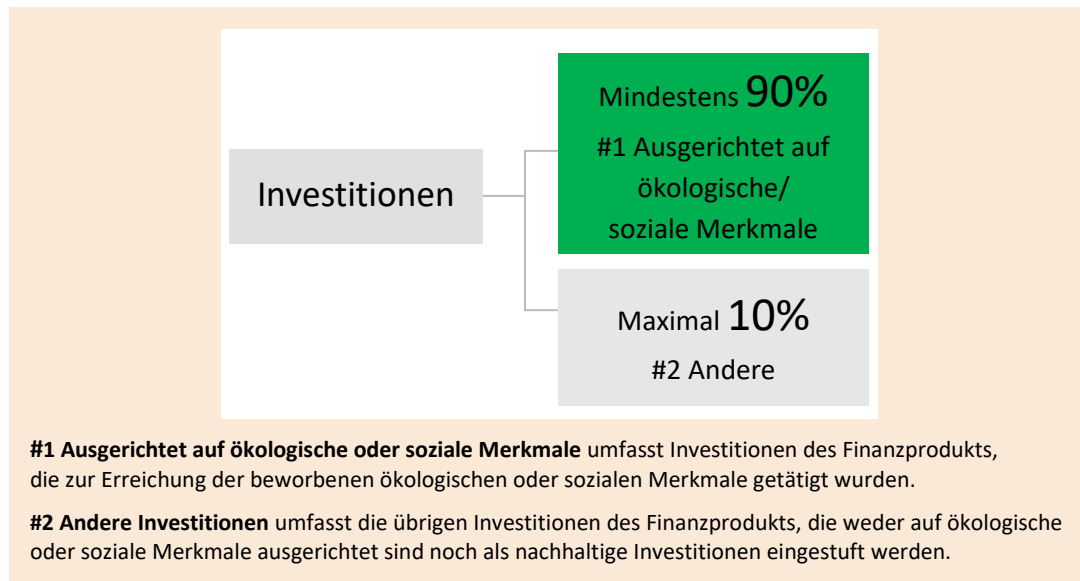 Investitionen
Mindestens 90%
#1 Ausgerichtet auf
ökologische/
soziale Merkmale
Maximal 10%
#2 Andere
#1 Ausgerichtet auf ökologische oder soziale Merkmale umfasst Investitionen des Finanzprodukts,
die zur Erreichung der beworbenen ökologischen oder sozialen Merkmale getätigt wurden.
#2 Andere Investitionen umfasst die übrigen Investitionen des Finanzprodukts, die weder auf ökologische
oder soziale Merkmale ausgerichtet sind noch als nachhaltige Investitionen eingestuft werden.